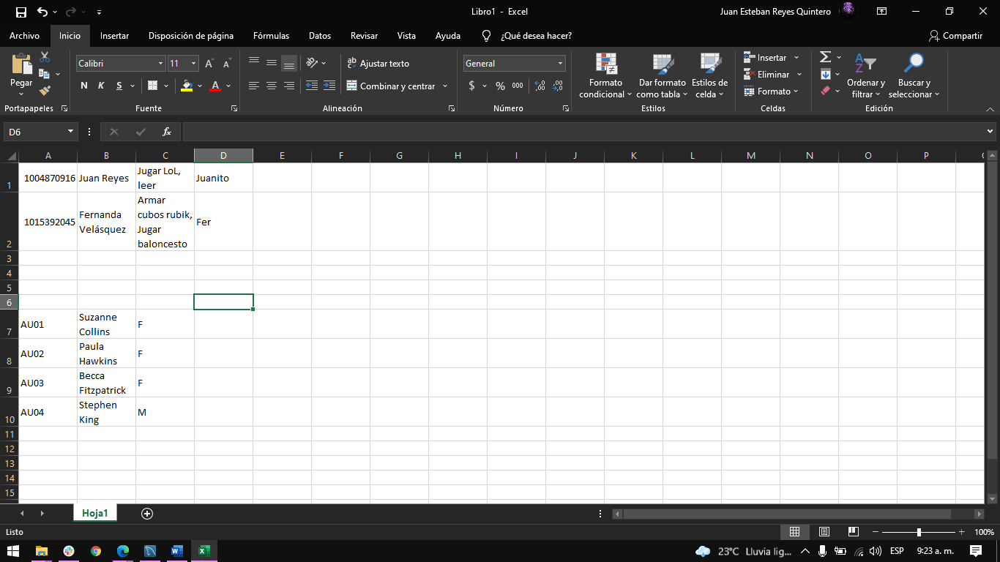 Libro1 - Excel
Juan Esteban Reyes Quintero
Archivo Inicio Insertar Disposición de página Fórmulas Datos Revisar Vista Ayuda ¿Qué desea hacer? Compartir
Pegar
Portapapeles
Calibri 11
N K S A
Fuente
Ajustar texto
Combinar y centrar
Alineación
General
$ % 000
Número
Formato condicional
Dar formato como tabla
Estilos de celda
Estilos
Insertar
Eliminar
Formato
Celdas
Ordenar y filtrar
Buscar y seleccionar
Edición
D6 fx
A B C D E F G H I J K L M N O P
1 1004870916 Juan Reyes Jugar LoL, leer Juanito
2 1015392045 Fernanda Velásquez Armar cubos rubik, Jugar baloncesto Fer
3
4
5
6
7 AU01 Suzanne Collins F
8 AU02 Paula Hawkins F
9 AU03 Becca Fitzpatrick F
10 AU04 Stephen King M
11
12
13
14
15
Hoja1
Listo
100%
23°C Lluvia lig... ESP 9:23 a. m.